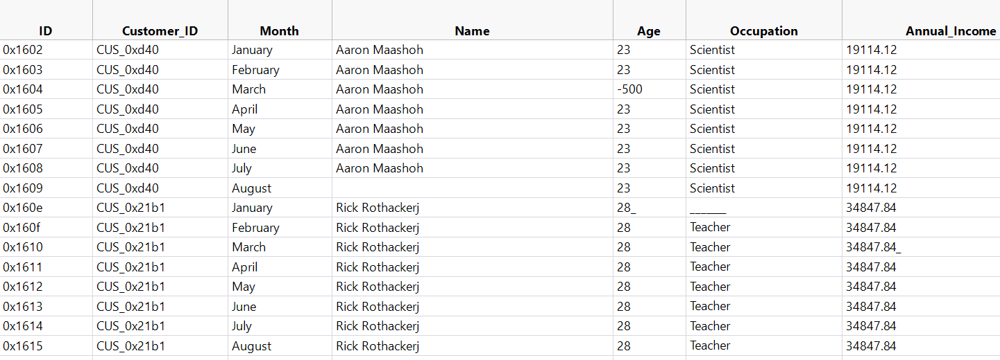 ID Customer_ID Month Name Age Occupation Annual_Income
0x1602 CUS_0xd40 January Aaron Maashoh 23 Scientist 19114.12
0x1603 CUS_0xd40 February Aaron Maashoh 23 Scientist 19114.12
0x1604 CUS_0xd40 March Aaron Maashoh -500 Scientist 19114.12
0x1605 CUS_0xd40 April Aaron Maashoh 23 Scientist 19114.12
0x1606 CUS_0xd40 May Aaron Maashoh 23 Scientist 19114.12
0x1607 CUS_0xd40 June Aaron Maashoh 23 Scientist 19114.12
0x1608 CUS_0xd40 July Aaron Maashoh 23 Scientist 19114.12
0x1609 CUS_0xd40 August 23 Scientist 19114.12
0x160e CUS_0x21b1 January Rick Rothackerj 28_ _______ 34847.84
0x160f CUS_0x21b1 February Rick Rothackerj 28 Teacher 34847.84
0x1610 CUS_0x21b1 March Rick Rothackerj 28 Teacher 34847.84_
0x1611 CUS_0x21b1 April Rick Rothackerj 28 Teacher 34847.84
0x1612 CUS_0x21b1 May Rick Rothackerj 28 Teacher 34847.84
0x1613 CUS_0x21b1 June Rick Rothackerj 28 Teacher 34847.84
0x1614 CUS_0x21b1 July Rick Rothackerj 28 Teacher 34847.84
0x1615 CUS_0x21b1 August Rick Rothackerj 28 Teacher 34847.84